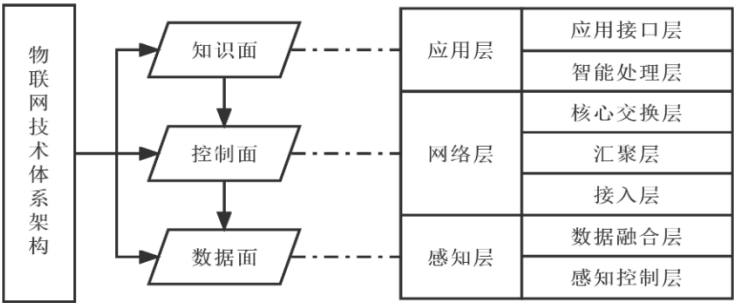 物联网技术体系架构
知识面
控制面
数据面
应用层
应用接口层
智能处理层
网络层
核心交换层
汇聚层
接入层
感知层
数据融合层
感知控制层